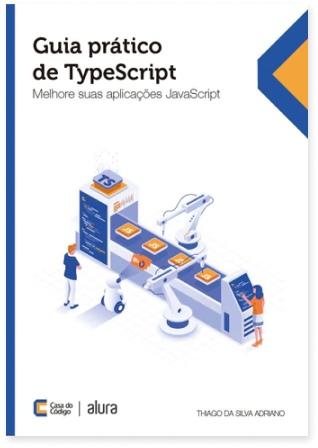 Guia prático
de TypeScript
Melhore suas aplicações JavaScript
TS
Casa do
Código
alura
THIAGO DA SILVA ADRIANO